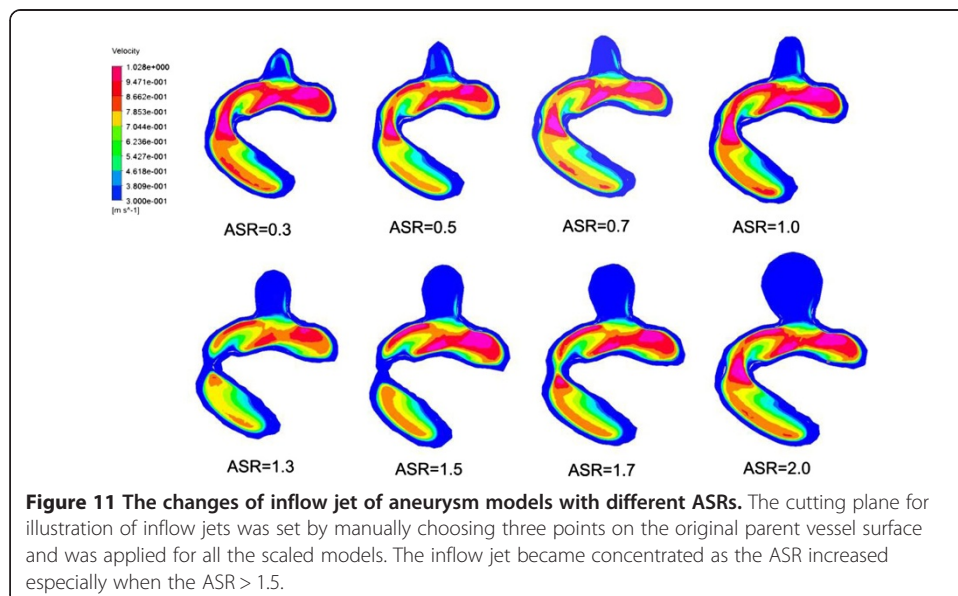 Velocity
1.028e+000
9.471e-001
8.662e-001
7.853e-001
7.044e-001
6.236e-001
5.427e-001
4.618e-001
3.809e-001
3.000e-001
[m s^-1]
ASR=0.3
ASR=0.5
ASR=0.7
ASR=1.0
ASR=1.3
ASR=1.5
ASR=1.7
ASR=2.0
Figure 11 The changes of inflow jet of aneurysm models with different ASRs. The cutting plane for
illustration of inflow jets was set by manually choosing three points on the original parent vessel surface
and was applied for all the scaled models. The inflow jet became concentrated as the ASR increased
especially when the ASR > 1.5.